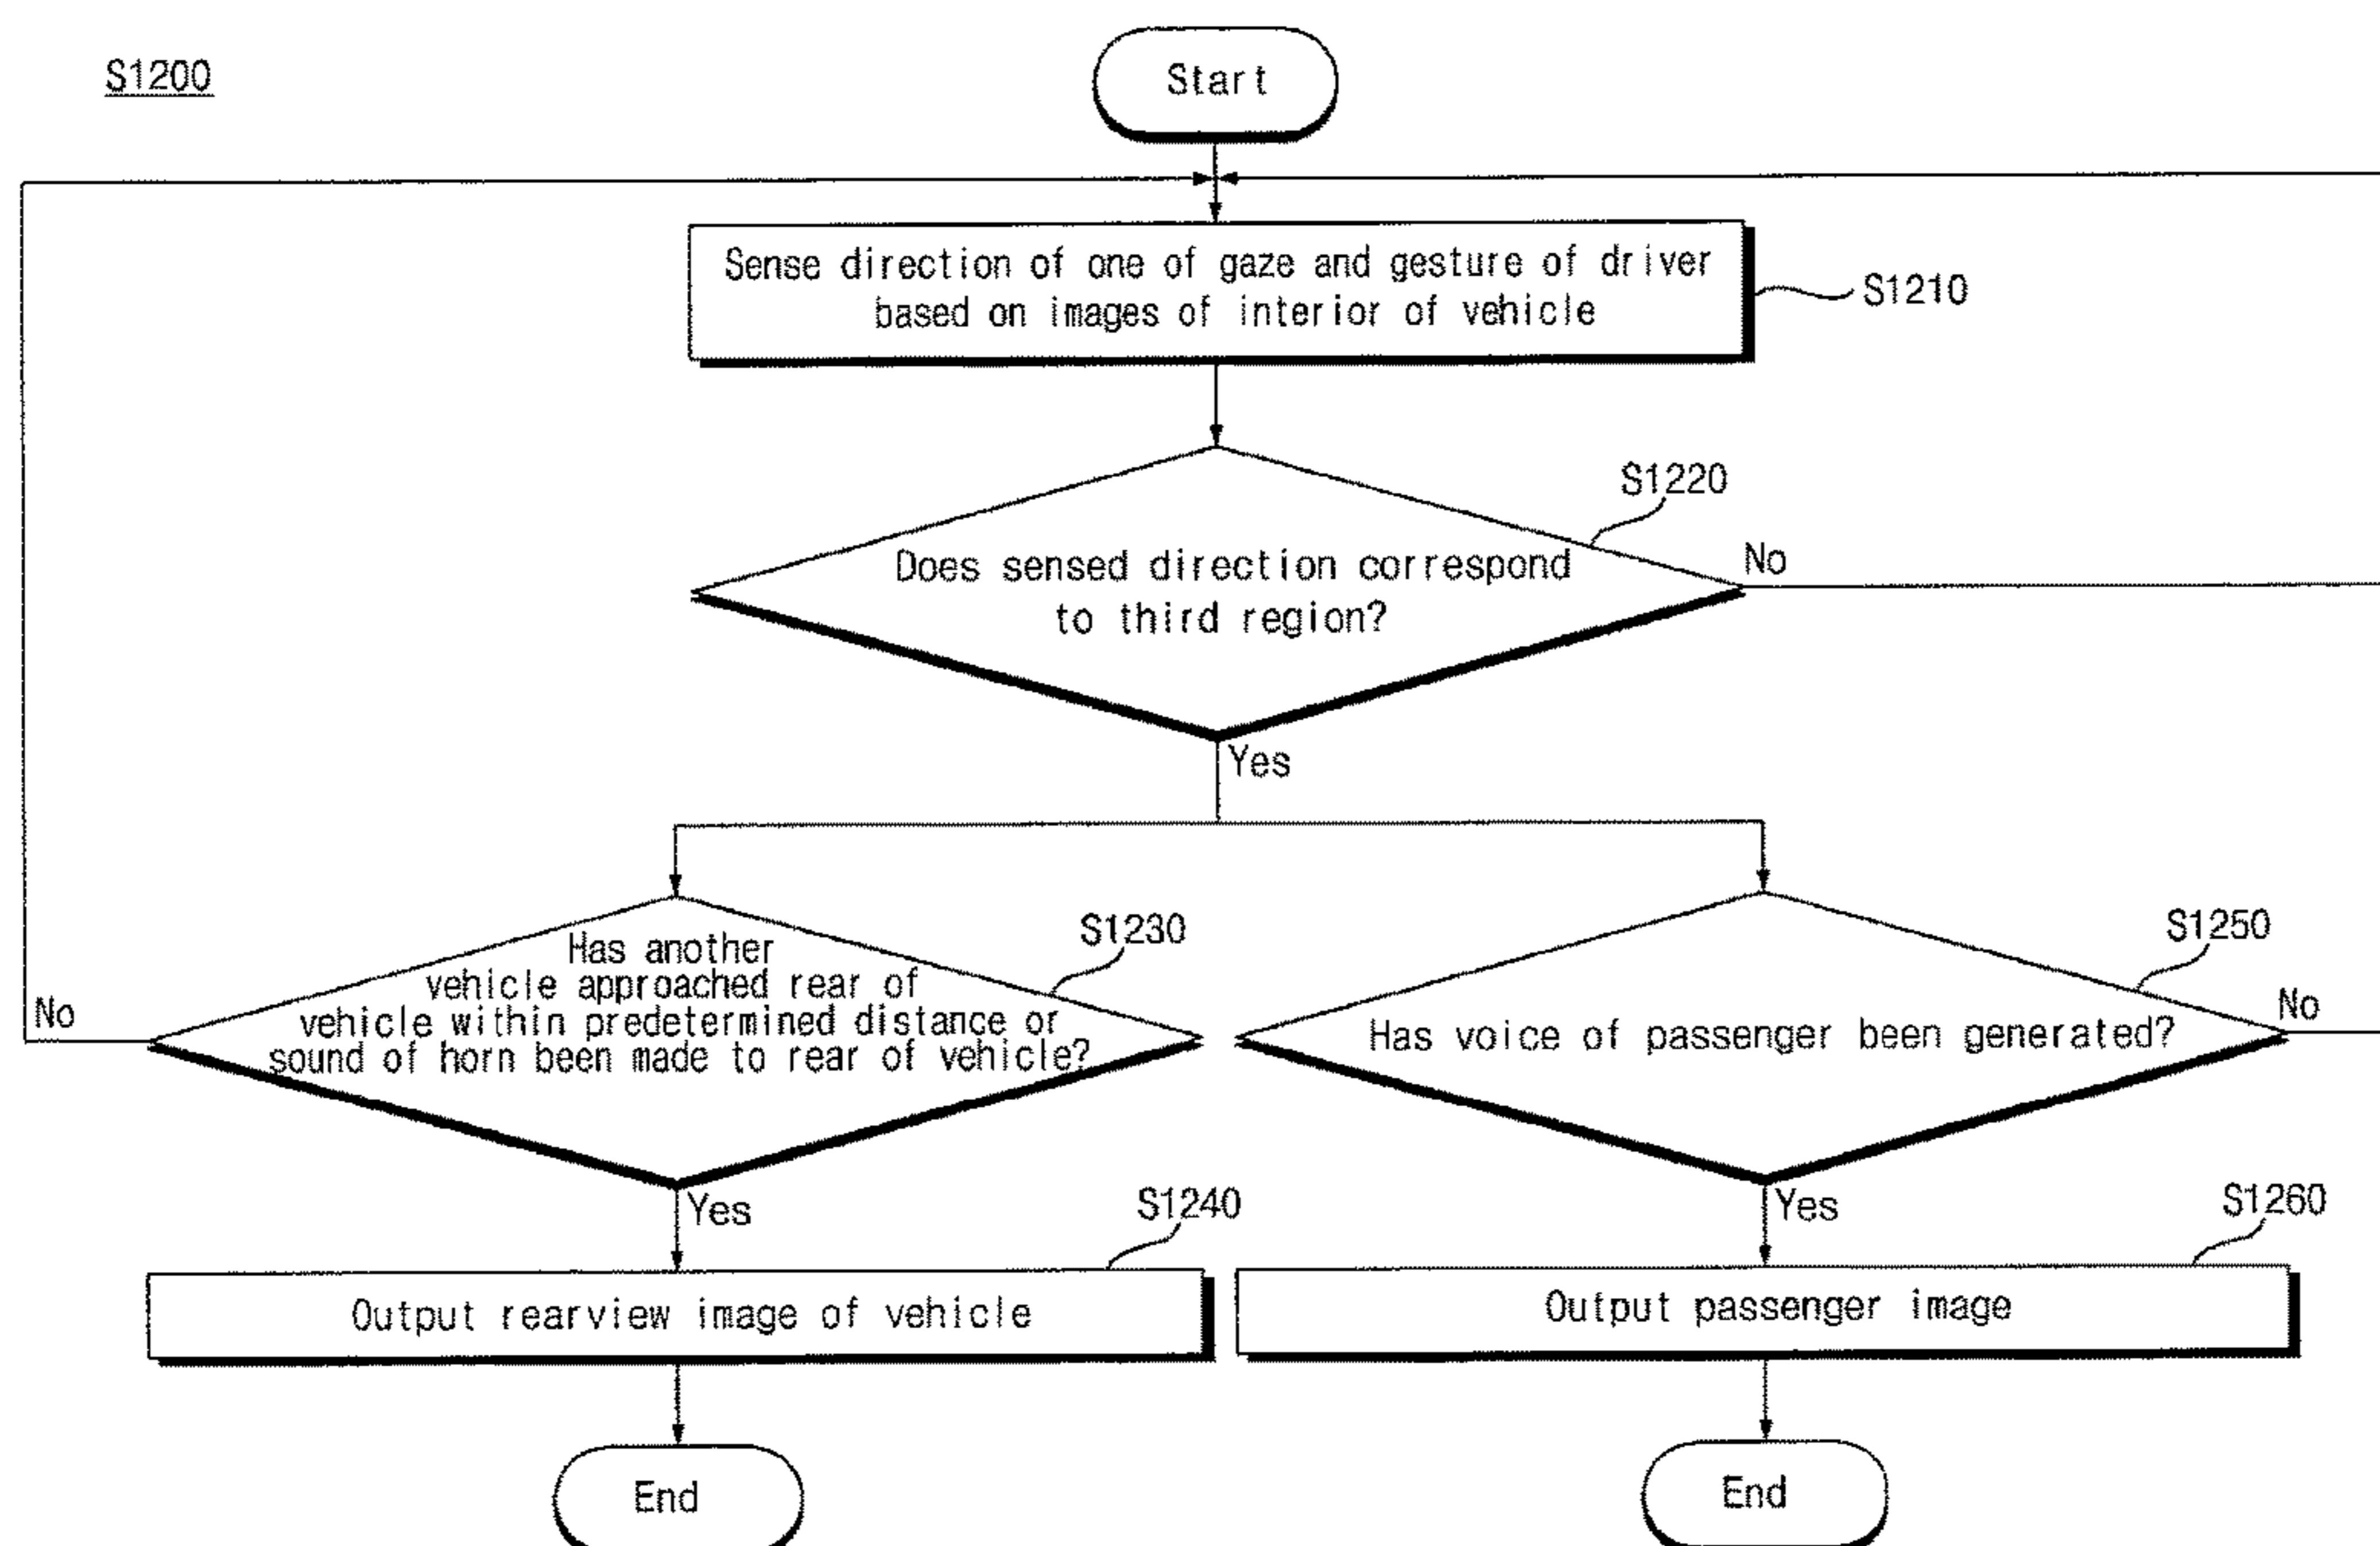 S1200
Start
Sense direction of one of gaze and gesture of driver
based on images of interior of vehicle
S1210
S1220
Does sensed direction correspond
to third region?
No
Yes
S1230
Has another
vehicle approached rear of
vehicle within predetermined distance or
sound of horn been made to rear of vehicle?
No
Yes
S1250
Has voice of passenger been generated?
No
Yes
S1240
Output rearview image of vehicle
S1260
Output passenger image
End
End